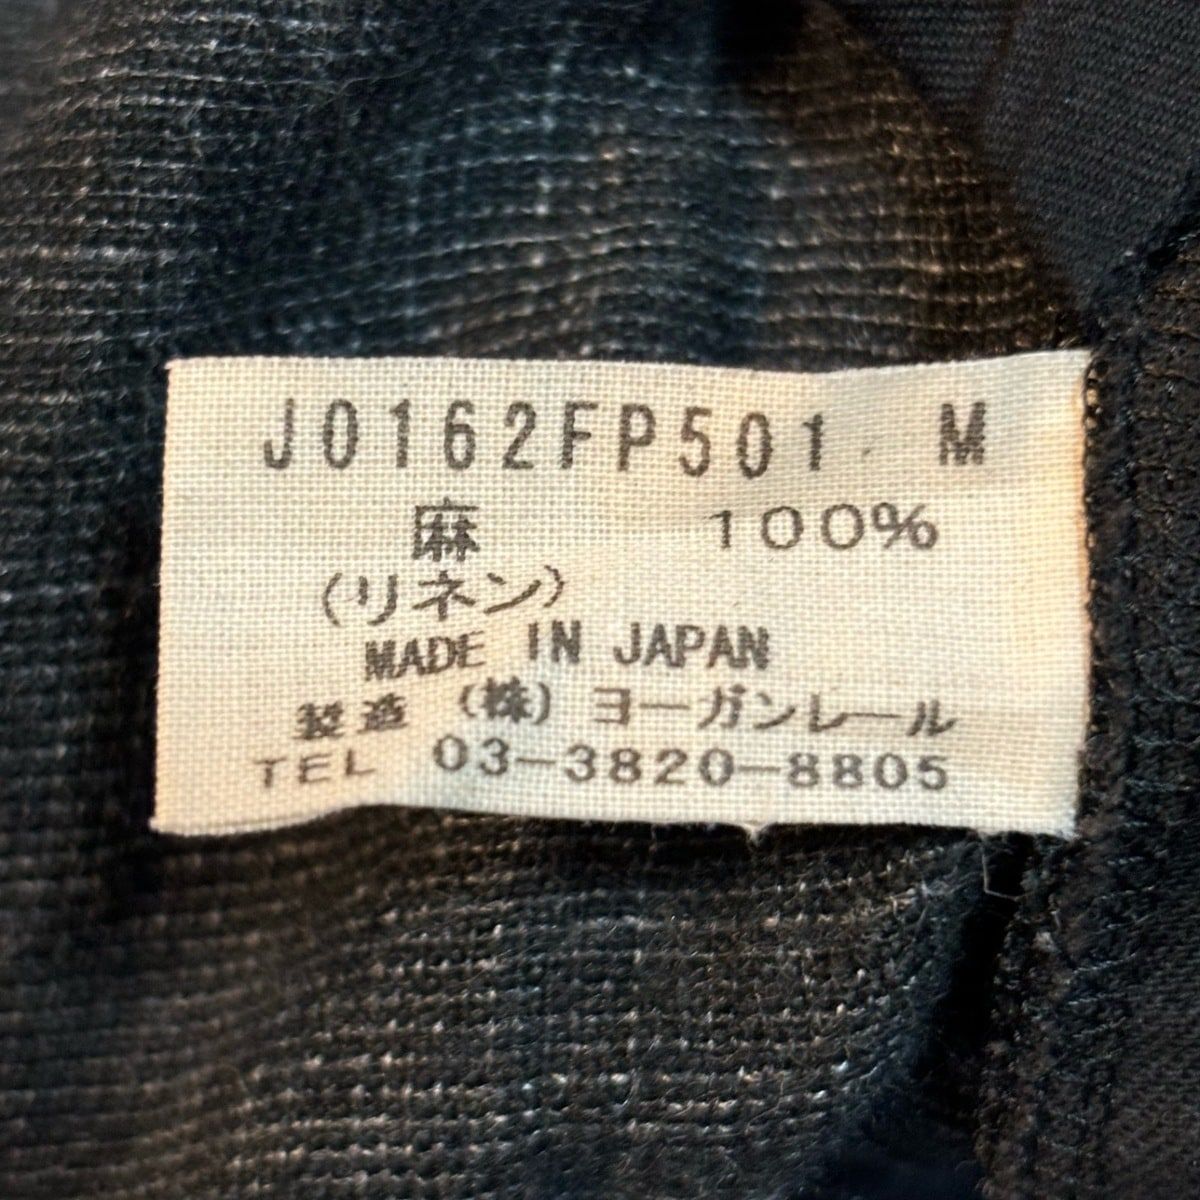 J0162FP501 M
麻 100%
(リネン)
MADE IN JAPAN
製造 (株) ヨーガンレール
TEL 03-3820-8805